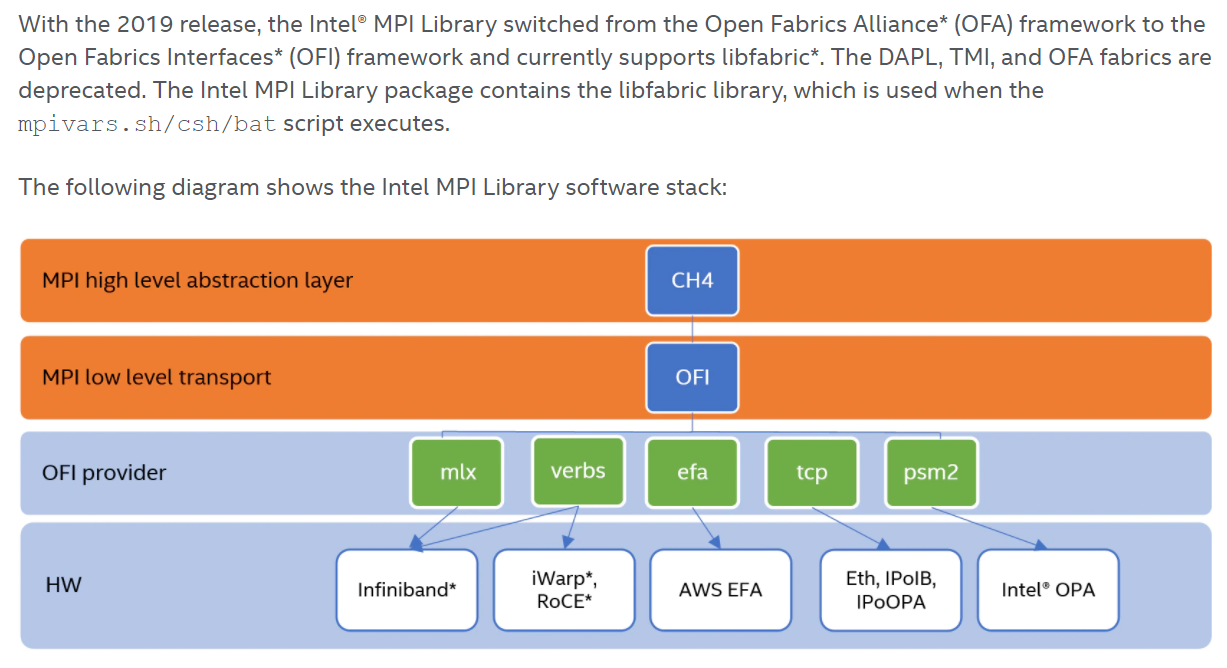 With the 2019 release, the Intel® MPI Library switched from the Open Fabrics Alliance* (OFA) framework to the
Open Fabrics Interfaces* (OFI) framework and currently supports libfabric*. The DAPL, TMI, and OFA fabrics are
deprecated. The Intel MPI Library package contains the libfabric library, which is used when the
mpivars.sh/csh/bat script executes.
The following diagram shows the Intel MPI Library software stack:
MPI high level abstraction layer
CH4
MPI low level transport
OFI
OFI provider
mlx
verbs
efa
tcp
psm2
HW
Infiniband*
iWarp*,
RoCE*
AWS EFA
Eth, IPoIB,
IPoOPA
Intel® OPA